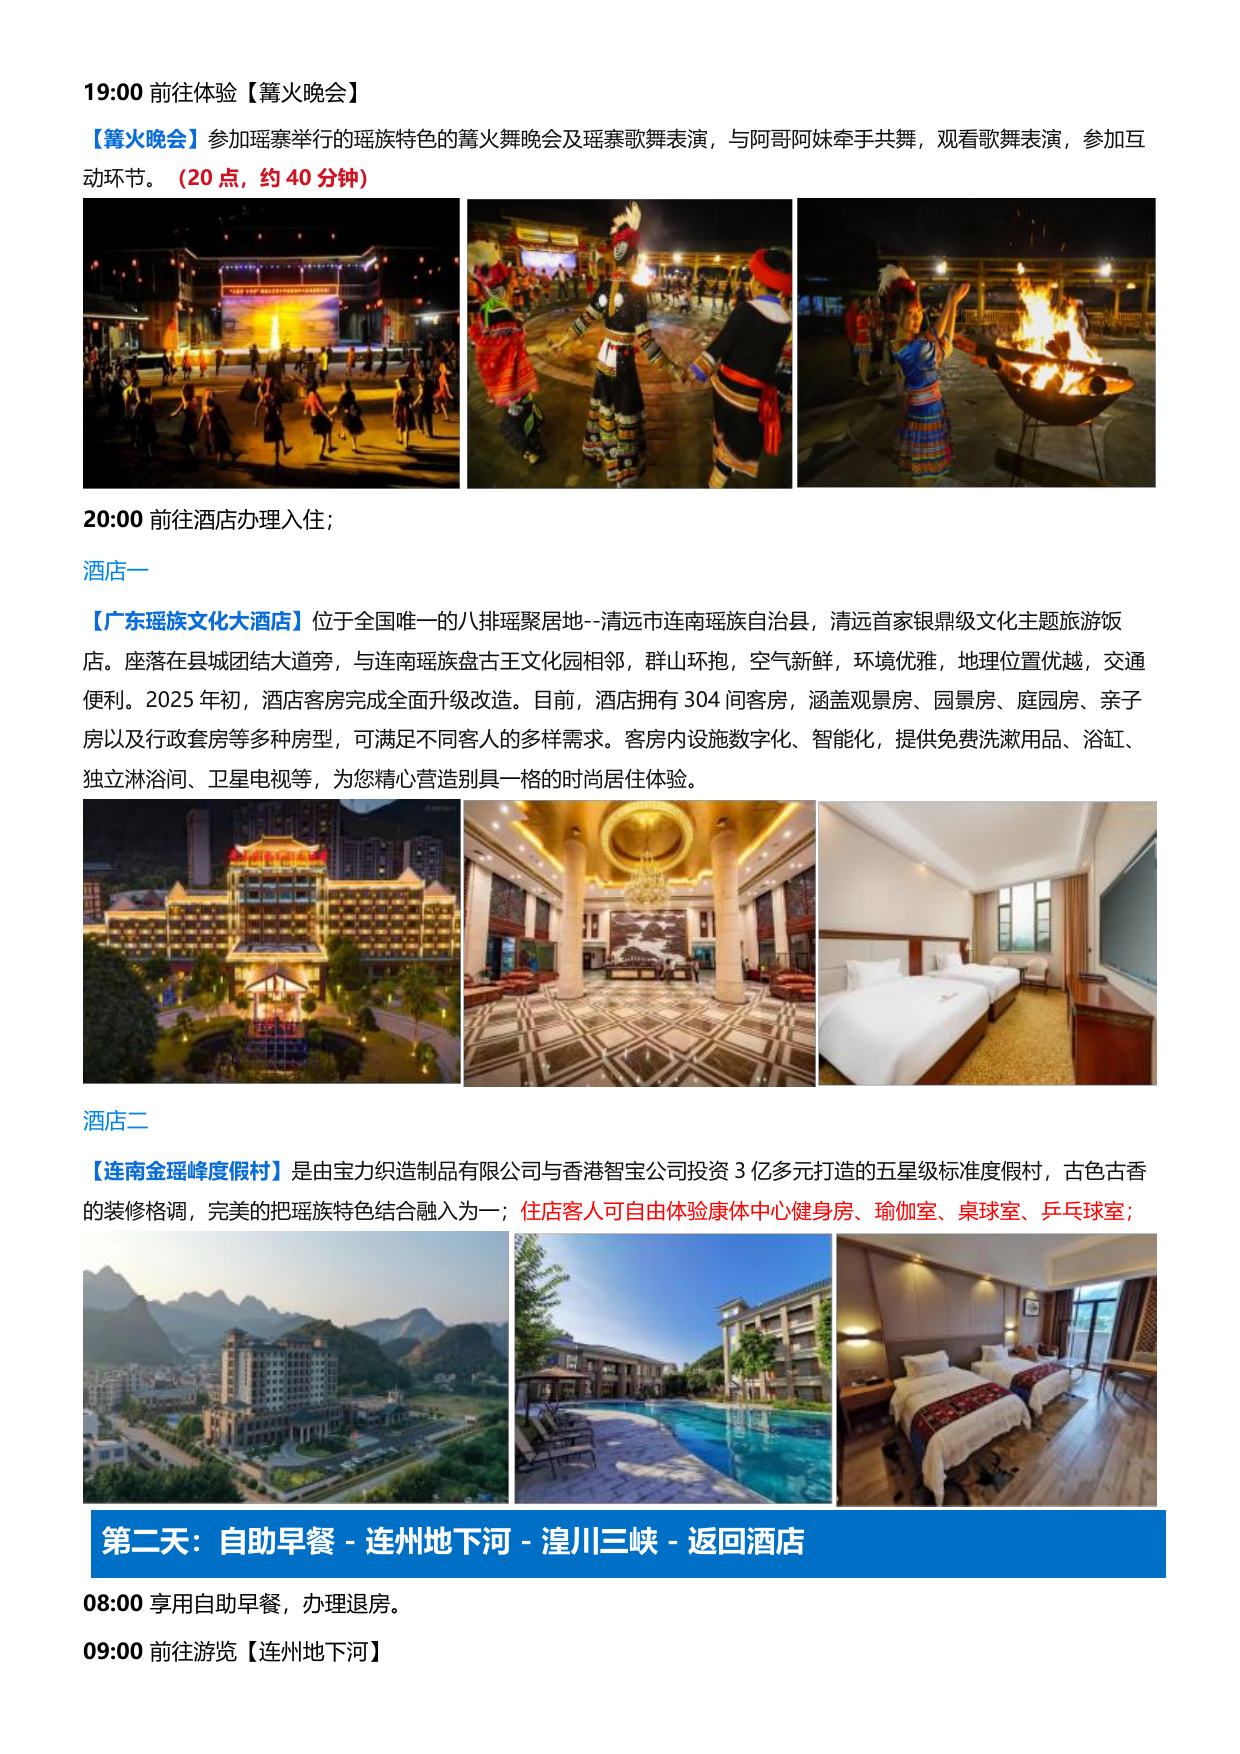 19:00 前往体验【篝火晚会】
【篝火晚会】参加瑶寨举行的瑶族特色的篝火舞晚会及瑶寨歌舞表演，与阿哥阿妹牵手共舞，观看歌舞表演，参加互
动环节。（20 点，约 40 分钟）
20:00 前往酒店办理入住；
酒店一
【广东瑶族文化大酒店】位于全国唯一的八排瑶聚居地--清远市连南瑶族自治县，清远首家银鼎级文化主题旅游饭
店。座落在县城团结大道旁，与连南瑶族盘古王文化园相邻，群山环抱，空气新鲜，环境优雅，地理位置优越，交通
便利。2025 年初，酒店客房完成全面升级改造。目前，酒店拥有 304 间客房，涵盖观景房、园景房、庭园房、亲子
房以及行政套房等多种房型，可满足不同客人的多样需求。客房内设施数字化、智能化，提供免费洗漱用品、浴缸、
独立淋浴间、卫星电视等，为您精心营造别具一格的时尚居住体验。
酒店二
【连南金瑶峰度假村】是由宝力织造制品有限公司与香港智宝公司投资 3 亿多元打造的五星级标准度假村，古色古香
的装修格调，完美的把瑶族特色结合融入为一；住店客人可自由体验康体中心健身房、瑜伽室、桌球室、乒乓球室；
第二天：自助早餐 - 连州地下河 - 湟川三峡 - 返回酒店
08:00 享用自助早餐，办理退房。
09:00 前往游览【连州地下河】